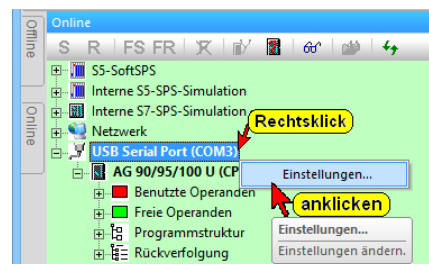 Offline
Online
Online
S R FS FR
S5-SoftSPS
Interne S5-SPS-Simulation
Interne S7-SPS-Simulation
Rechtsklick
Netzwerk
USB Serial Port (COM3)
AG 90/95/100 U (CP
Einstellungen...
Benutzte Operanden
anklicken
Freie Operanden
Programmstruktur
Einstellungen...
Rückverfolgung
Einstellungen ändern.